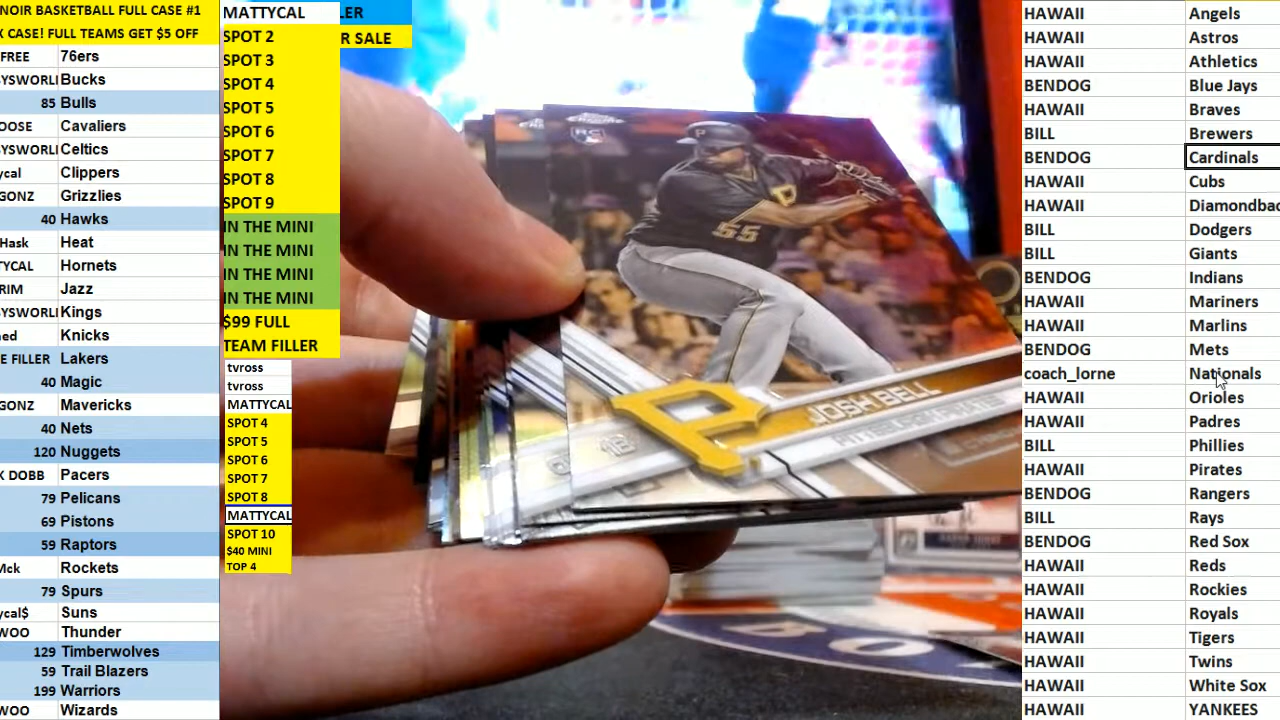 NOIR BASKETBALL FULL CASE #1
X CASE! FULL TEAMS GET $5 OFF
FREE 76ers
YSWORLI Bucks
85 Bulls
OOSE Cavaliers
YSWORLI Celtics
ycal Clippers
GONZ Grizzlies
40 Hawks
Hask Heat
TYCAL Hornets
RIM Jazz
YSWORLI Kings
ned Knicks
E FILLER Lakers
40 Magic
GONZ Mavericks
40 Nets
120 Nuggets
X DOBB Pacers
79 Pelicans
69 Pistons
59 Raptors
Mck Rockets
79 Spurs
ycal$ Suns
WOO Thunder
129 Timberwolves
59 Trail Blazers
199 Warriors
WOO Wizards
MATTYCAL LER
SPOT 2 R SALE
SPOT 3
SPOT 4
SPOT 5
SPOT 6
SPOT 7
SPOT 8
SPOT 9
IN THE MINI
IN THE MINI
IN THE MINI
IN THE MINI
$99 FULL
TEAM FILLER
tvross
tvross
MATTYCAL
SPOT 4
SPOT 5
SPOT 6
SPOT 7
SPOT 8
MATTYCAL
SPOT 10
$40 MINI
TOP 4
RC
P
55
P
JOSH BELL
1B
HAWAII Angels
HAWAII Astros
HAWAII Athletics
BENDOG Blue Jays
HAWAII Braves
BILL Brewers
BENDOG Cardinals
HAWAII Cubs
HAWAII Diamondbac
BILL Dodgers
BILL Giants
BENDOG Indians
HAWAII Mariners
HAWAII Marlins
BENDOG Mets
coach_lorne Nationals
HAWAII Orioles
HAWAII Padres
BILL Phillies
HAWAII Pirates
BENDOG Rangers
BILL Rays
BENDOG Red Sox
HAWAII Reds
HAWAII Rockies
HAWAII Royals
HAWAII Tigers
HAWAII Twins
HAWAII White Sox
HAWAII YANKEES